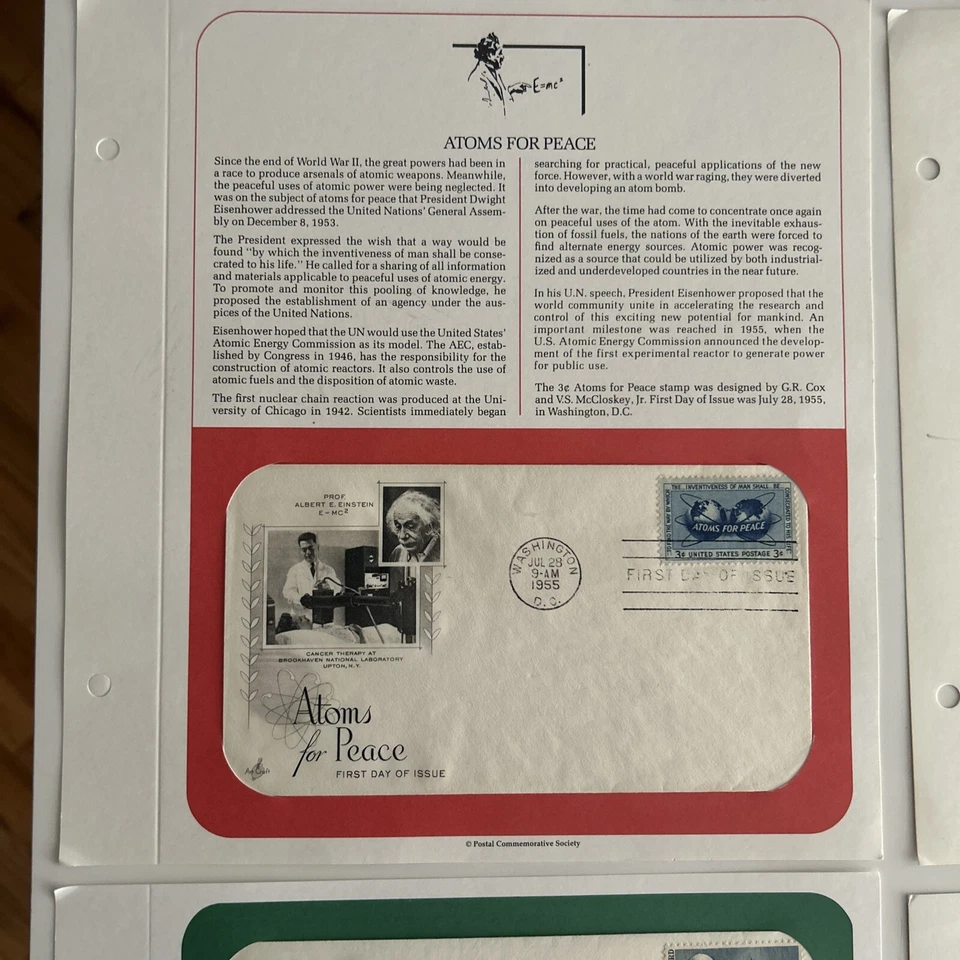 E=mc²
ATOMS FOR PEACE
Since the end of World War II, the great powers had been in
a race to produce arsenals of atomic weapons. Meanwhile,
the peaceful uses of atomic power were being neglected. It
was on the subject of atoms for peace that President Dwight
Eisenhower addressed the United Nations' General Assem-
bly on December 8, 1953.
The President expressed the wish that a way would be
found "by which the inventiveness of man shall be conse-
crated to his life." He called for a sharing of all information
and materials applicable to peaceful uses of atomic energy.
To promote and monitor this pooling of knowledge, he
proposed the establishment of an agency under the aus-
pices of the United Nations.
Eisenhower hoped that the UN would use the United States'
Atomic Energy Commission as its model. The AEC, estab-
lished by Congress in 1946, has the responsibility for the
construction of atomic reactors. It also controls the use of
atomic fuels and the disposition of atomic waste.
The first nuclear chain reaction was produced at the Uni-
versity of Chicago in 1942. Scientists immediately began
searching for practical, peaceful applications of the new
force. However, with a world war raging, they were diverted
into developing an atom bomb.
After the war, the time had come to concentrate once again
on peaceful uses of the atom. With the inevitable exhaus-
tion of fossil fuels, the nations of the earth were forced to
find alternate energy sources. Atomic power was recog-
nized as a source that could be utilized by both industrial-
ized and underdeveloped countries in the near future.
In his U.N. speech, President Eisenhower proposed that the
world community unite in accelerating the research and
control of this exciting new potential for mankind. An
important milestone was reached in 1955, when the
U.S. Atomic Energy Commission announced the develop-
ment of the first experimental reactor to generate power
for public use.
The 3¢ Atoms for Peace stamp was designed by G.R. Cox
and V.S. McCloskey, Jr. First Day of Issue was July 28, 1955,
in Washington, D.C.
PROF.
ALBERT E. EINSTEIN
E=MC²
CANCER THERAPY AT
BROOKHAVEN NATIONAL LABORATORY
UPTON, N.Y.
Atoms
for Peace
FIRST DAY OF ISSUE
Art Craft
WASHINGTON
JUL 28
9-AM
1955
D.C.
TO FIND THE WAY BY WHICH
THE INVENTIVENESS OF MAN SHALL BE
CONSECRATED TO HIS LIFE
ATOMS FOR PEACE
3¢ UNITED STATES POSTAGE 3¢
FIRST DAY OF ISSUE
© Postal Commemorative Society